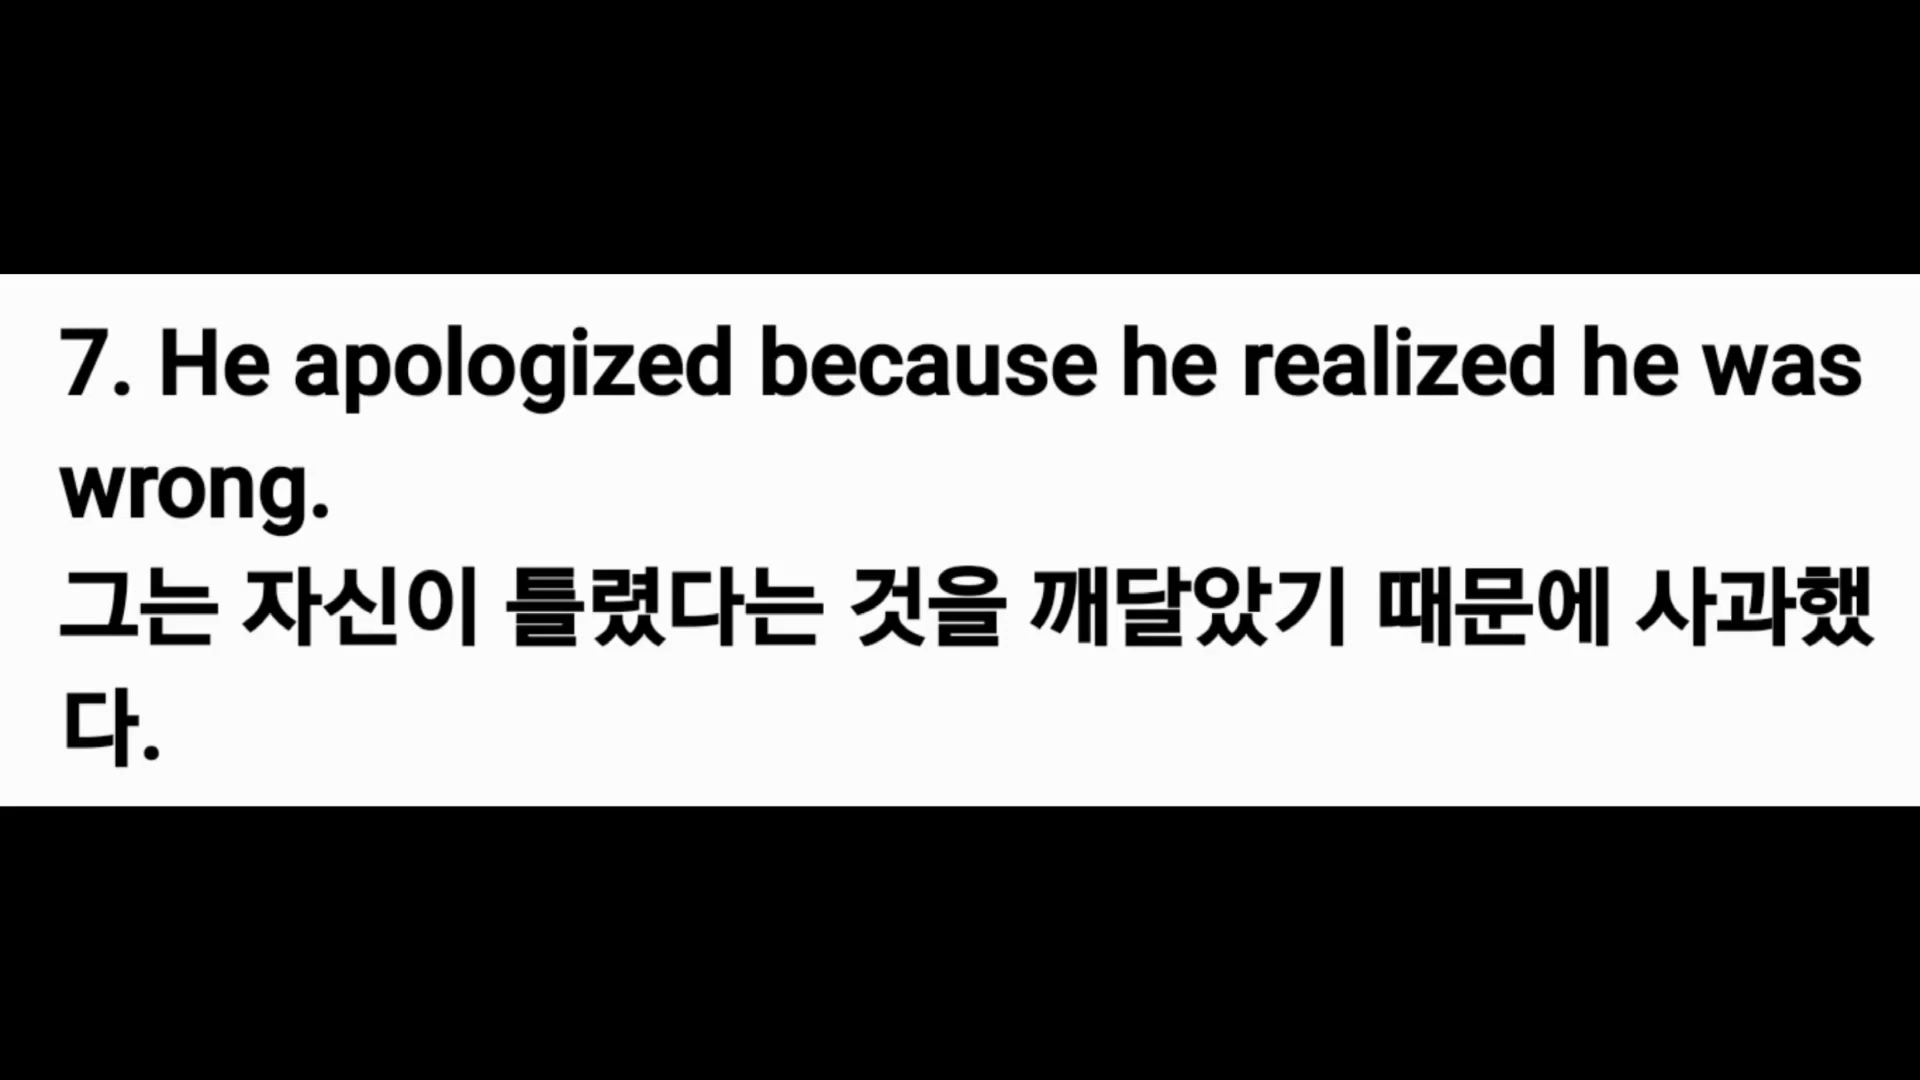 7. He apologized because he realized he was
wrong.
그는 자신이 틀렸다는 것을 깨달았기 때문에 사과했
다.